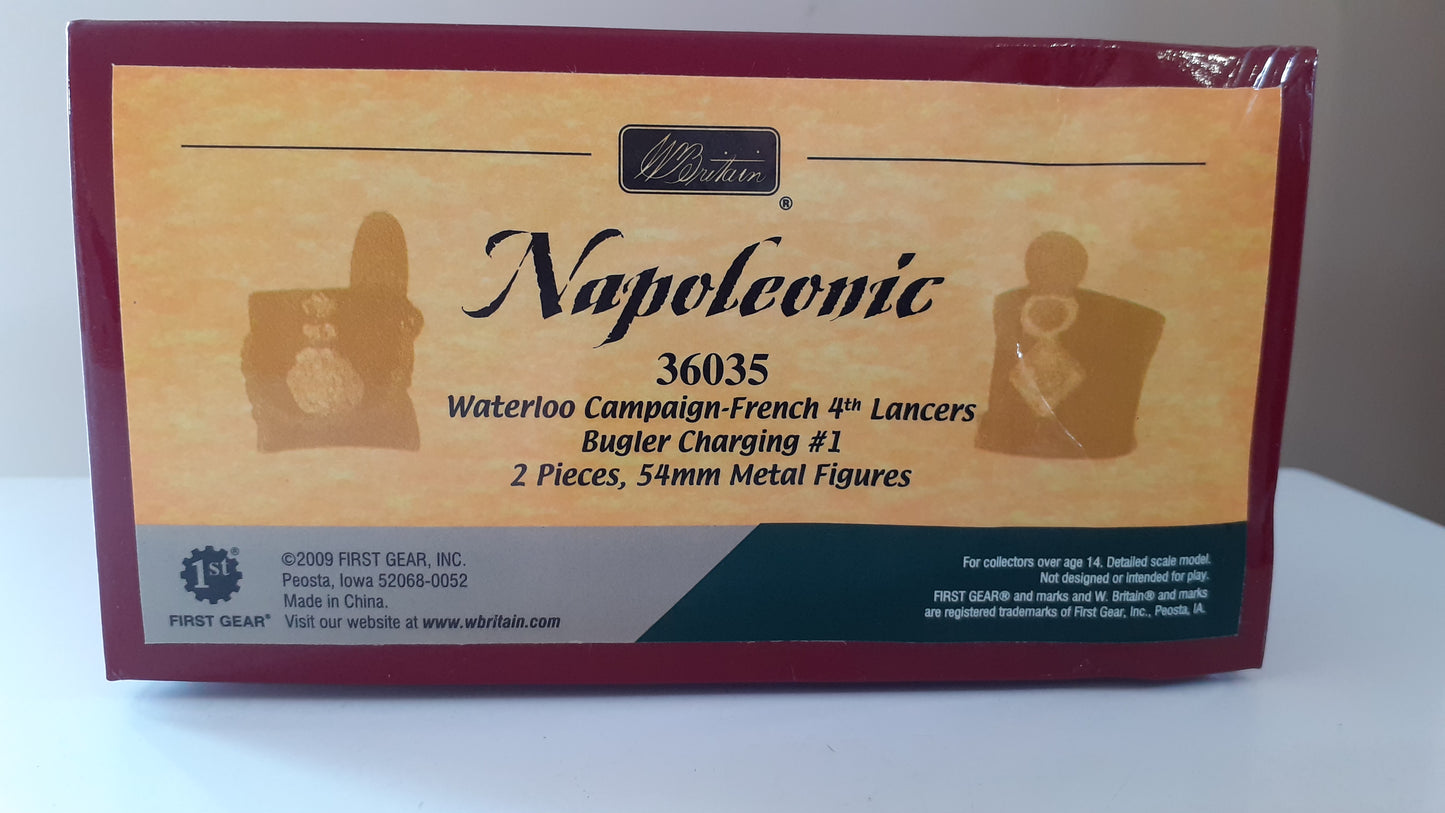 WBritain
®
Napoleonic
36035
Waterloo Campaign-French 4th Lancers
Bugler Charging #1
2 Pieces, 54mm Metal Figures
1st®
FIRST GEAR®
©2009 FIRST GEAR, INC.
Peosta, Iowa 52068-0052
Made in China.
Visit our website at www.wbritain.com
For collectors over age 14. Detailed scale model.
Not designed or intended for play.
FIRST GEAR® and marks and W. Britain® and marks
are registered trademarks of First Gear, Inc., Peosta, IA.